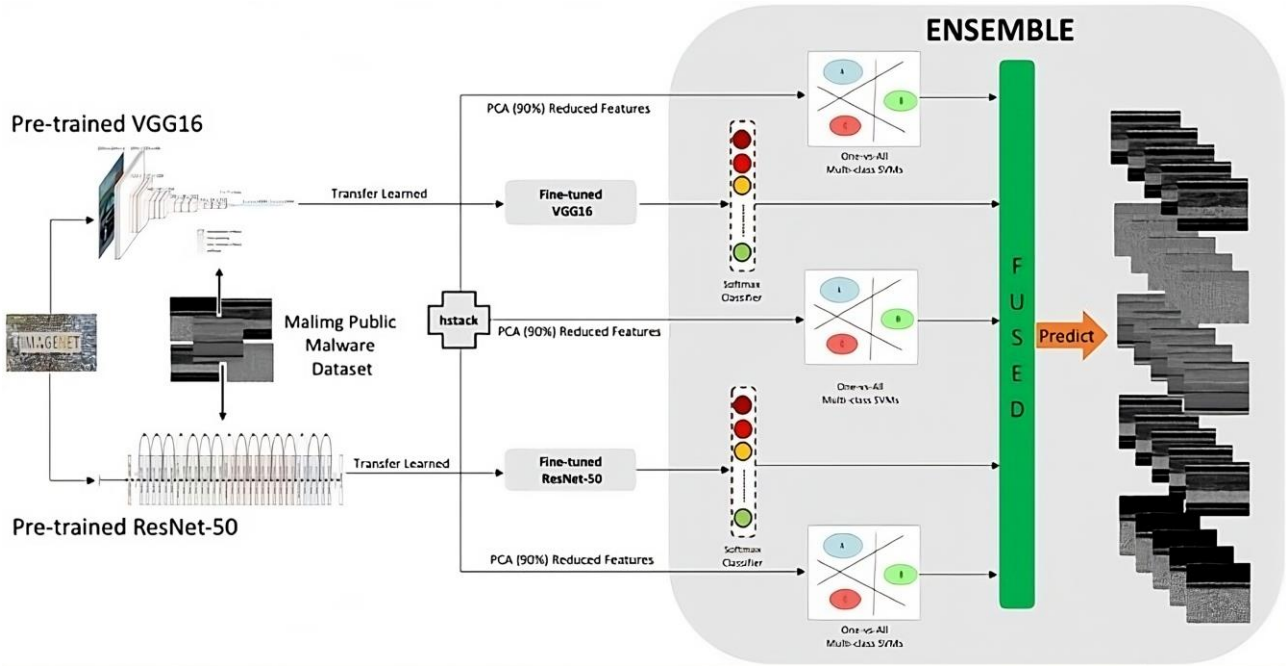 ENSEMBLE
PCA (90%) Reduced Features
A
B
C
One-vs-All
Multi-class SVMs
Pre-trained VGG16
Transfer Learned
Fine-tuned
VGG16
Softmax
Classifier
IMAGENET
Malimg Public
Malware
Dataset
hstack
PCA (90%) Reduced Features
A
B
C
One-vs-All
Multi-class SVMs
FUSED
Predict
Transfer Learned
Fine-tuned
ResNet-50
Softmax
Classifier
Pre-trained ResNet-50
PCA (90%) Reduced Features
A
B
C
One-vs-All
Multi-class SVMs